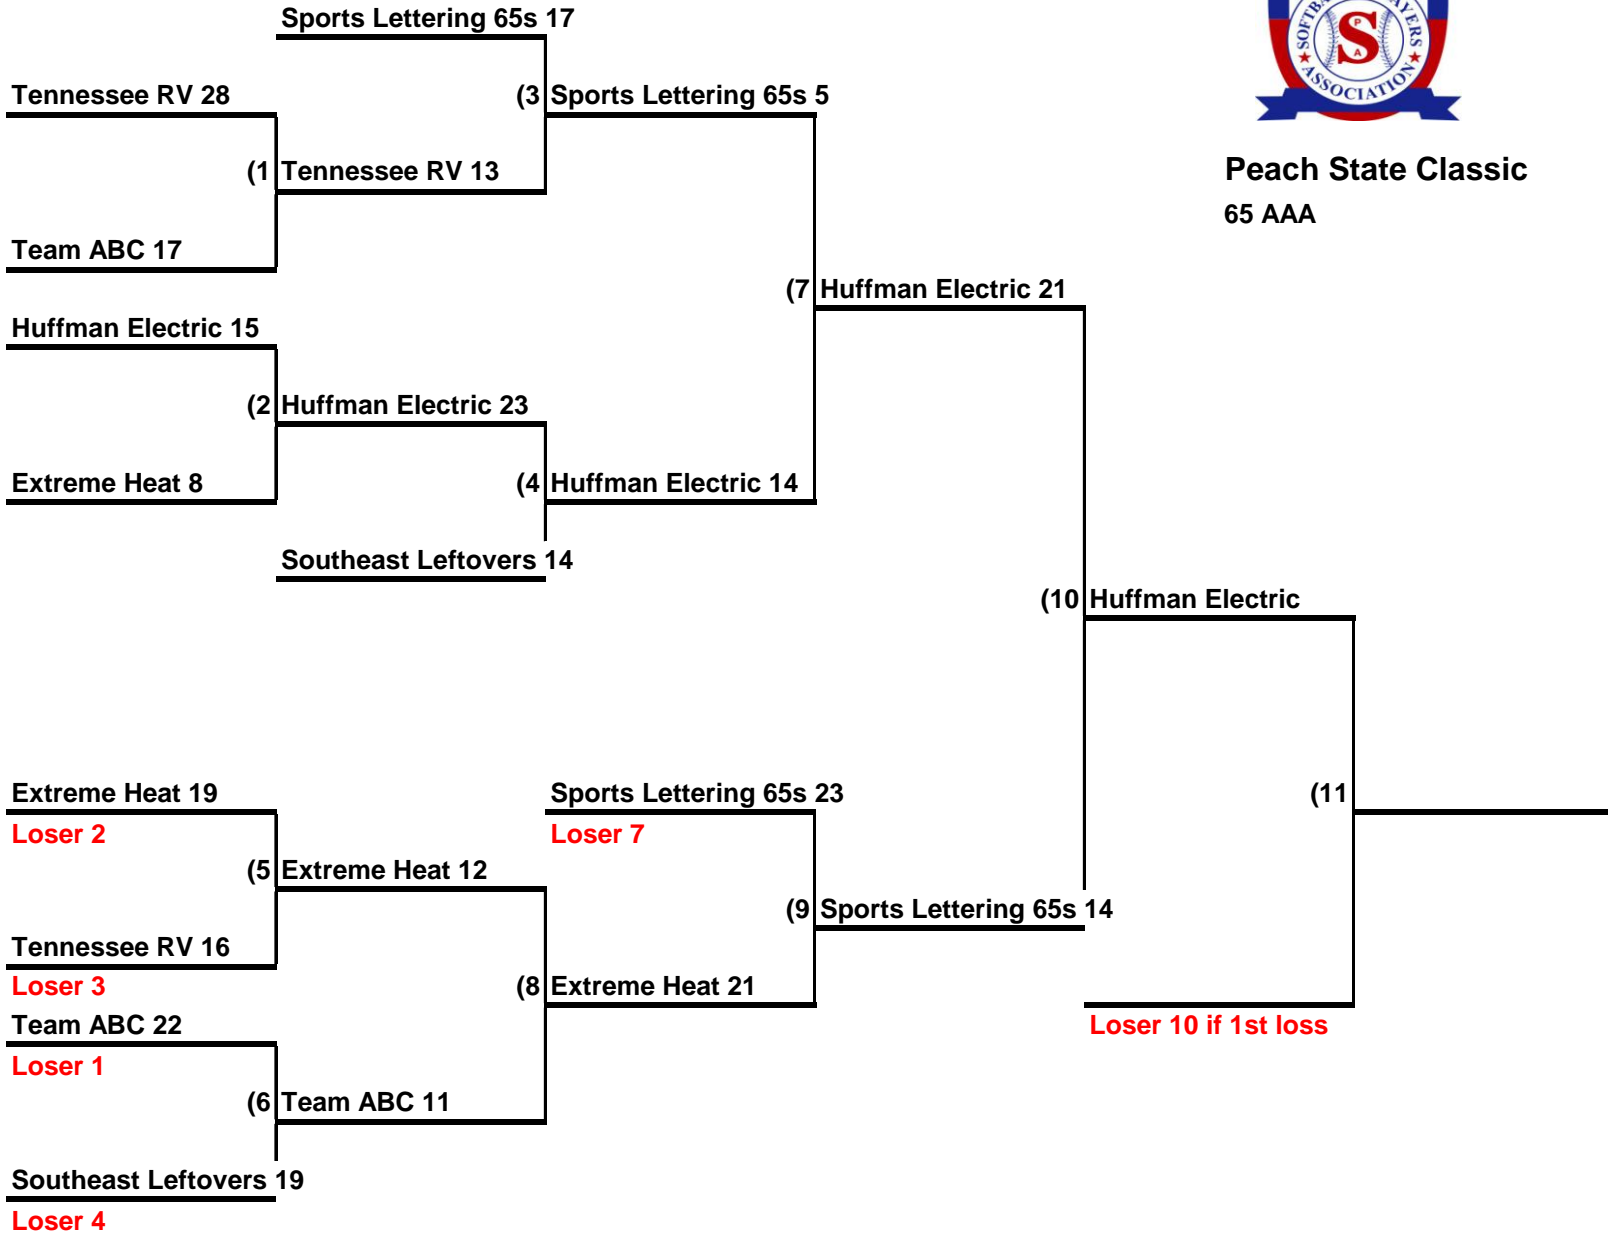 Sports Lettering 65s 17
Tennessee RV 28
(3 Sports Lettering 65s 5
(1 Tennessee RV 13
Team ABC 17
SOFTBA
AYERS
ASSOCIATION
P
S
A
Peach State Classic
65 AAA
(7 Huffman Electric 21
Huffman Electric 15
(2 Huffman Electric 23
Extreme Heat 8
(4 Huffman Electric 14
Southeast Leftovers 14
(10 Huffman Electric
Extreme Heat 19
Loser 2
Sports Lettering 65s 23
Loser 7
(11
(5 Extreme Heat 12
(9 Sports Lettering 65s 14
Tennessee RV 16
Loser 3
(8 Extreme Heat 21
Team ABC 22
Loser 1
Loser 10 if 1st loss
(6 Team ABC 11
Southeast Leftovers 19
Loser 4